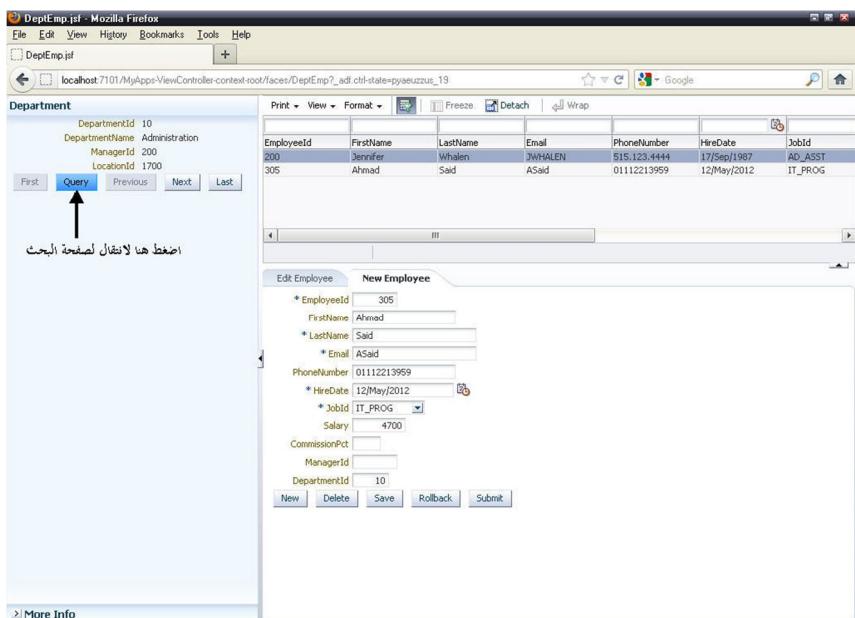 DeptEmp.jsf - Mozilla Firefox
File Edit View History Bookmarks Tools Help
DeptEmp.jsf +
localhost:7101/MyApps-ViewController-context-root/faces/DeptEmp?_adf.ctrl-state=pyaeuzzus_19
Google
Department
DepartmentId 10
DepartmentName Administration
ManagerId 200
LocationId 1700
First Query Previous Next Last
اضغط هنا لانتقال لصفحة البحث
More Info
Print View Format Freeze Detach Wrap
EmployeeId FirstName LastName Email PhoneNumber HireDate JobId
200 Jennifer Whalen JWHALEN 515.123.4444 17/Sep/1987 AD_ASST
305 Ahmad Said ASaid 01112213959 12/May/2012 IT_PROG
Edit Employee New Employee
* EmployeeId 305
FirstName Ahmad
* LastName Said
* Email ASaid
PhoneNumber 01112213959
* HireDate 12/May/2012
* JobId IT_PROG
Salary 4700
CommissionPct
ManagerId
DepartmentId 10
New Delete Save Rollback Submit